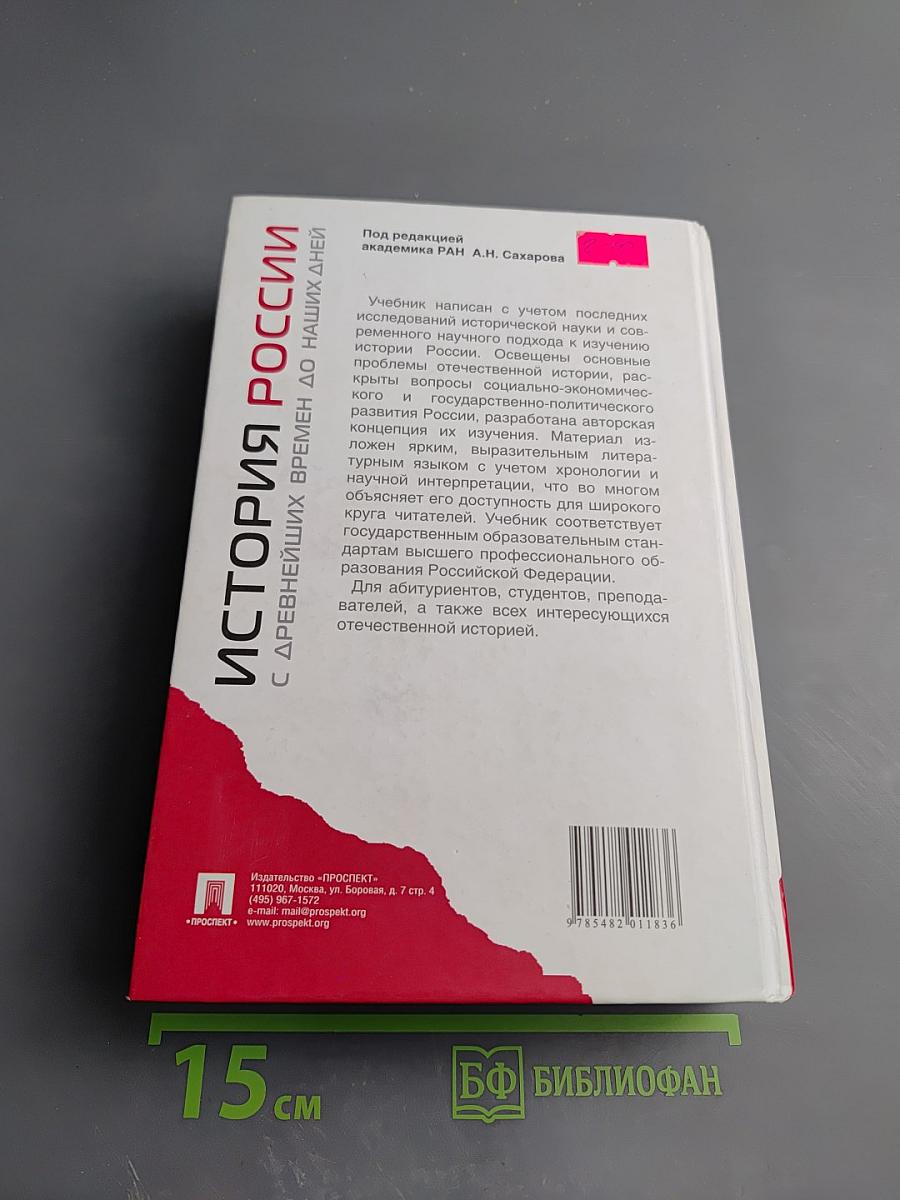 ИСТОРИЯ РОССИИ
С ДРЕВНЕЙШИХ ВРЕМЕН ДО НАШИХ ДНЕЙ
Под редакцией
академика РАН А.Н. Сахарова
Учебник написан с учетом последних
исследований исторической науки и сов-
ременного научного подхода к изучению
истории России. Освещены основные
проблемы отечественной истории, рас-
крыты вопросы социально-экономичес-
кого и государственно-политического
развития России, разработана авторская
концепция их изучения. Материал из-
ложен ярким, выразительным литера-
турным языком с учетом хронологии и
научной интерпретации, что во многом
объясняет его доступность для широкого
круга читателей. Учебник соответствует
государственным образовательным стан-
дартам высшего профессионального об-
разования Российской Федерации.
Для абитуриентов, студентов, препода-
вателей, а также всех интересующихся
отечественной историей.
•ПРОСПЕКТ•
Издательство «ПРОСПЕКТ»
111020, Москва, ул. Боровая, д. 7 стр. 4
(495) 967-1572
e-mail: mail@prospekt.org
www.prospekt.org
9 785482 011836
15 см
БФ БИБЛИОФАН